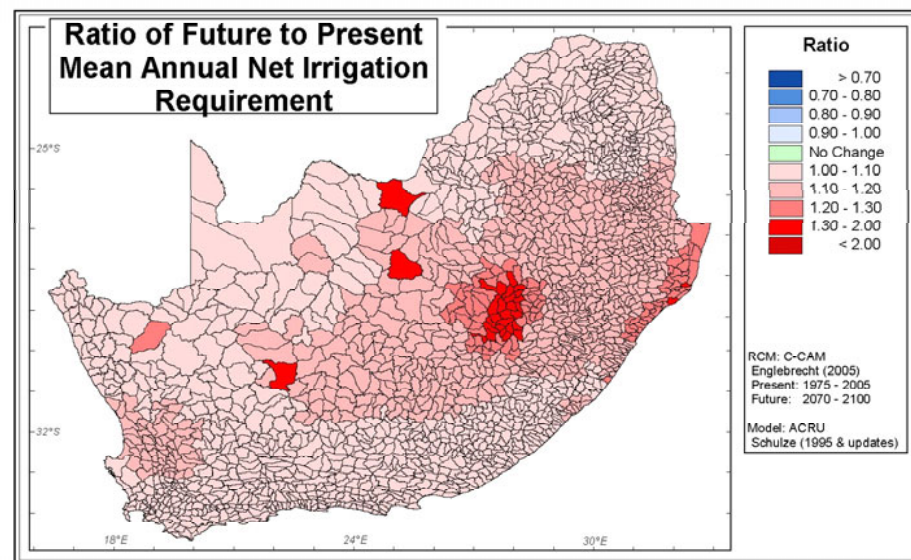 Ratio of Future to Present
Mean Annual Net Irrigation
Requirement
Ratio
> 0.70
0.70 - 0.80
0.80 - 0.90
0.90 - 1.00
No Change
1.00 - 1.10
1.10 - 1.20
1.20 - 1.30
1.30 - 2.00
< 2.00
25°S
32°S
18°E
24°E
30°E
RCM: C-CAM
Englebrecht (2005)
Present: 1975 - 2005
Future: 2070 - 2100
Model: ACRU
Schulze (1995 & updates)